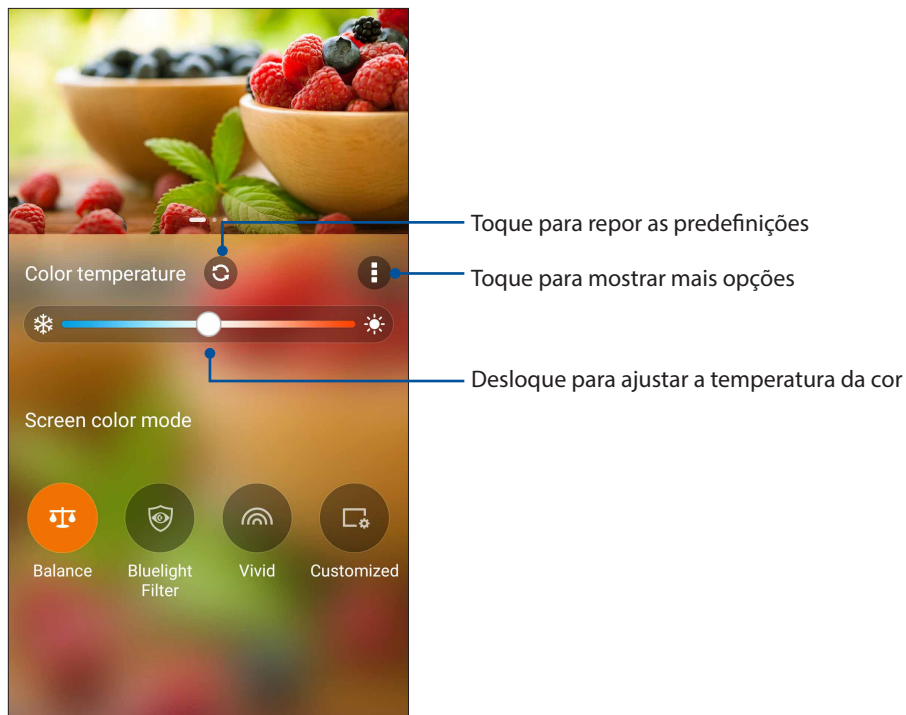 Toque para repor as predefinições
Color temperature
Toque para mostrar mais opções
Desloque para ajustar a temperatura da cor
Screen color mode
Balance
Bluelight
Filter
Vivid
Customized